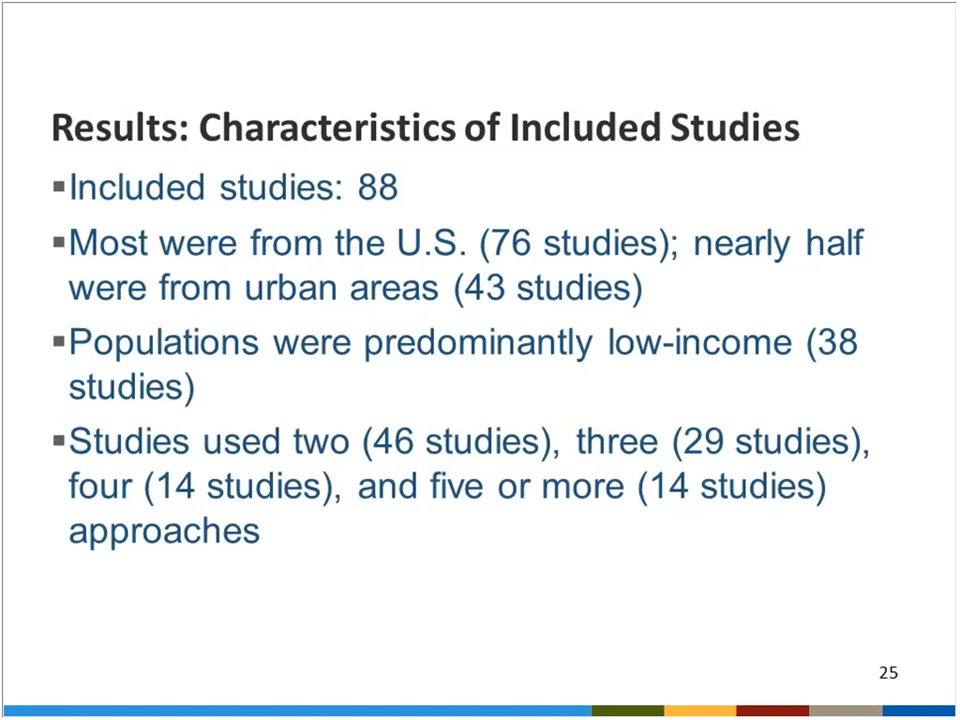 Results: Characteristics of Included Studies
▪Included studies: 88
▪Most were from the U.S. (76 studies); nearly half
were from urban areas (43 studies)
▪Populations were predominantly low-income (38
studies)
▪Studies used two (46 studies), three (29 studies),
four (14 studies), and five or more (14 studies)
approaches
25